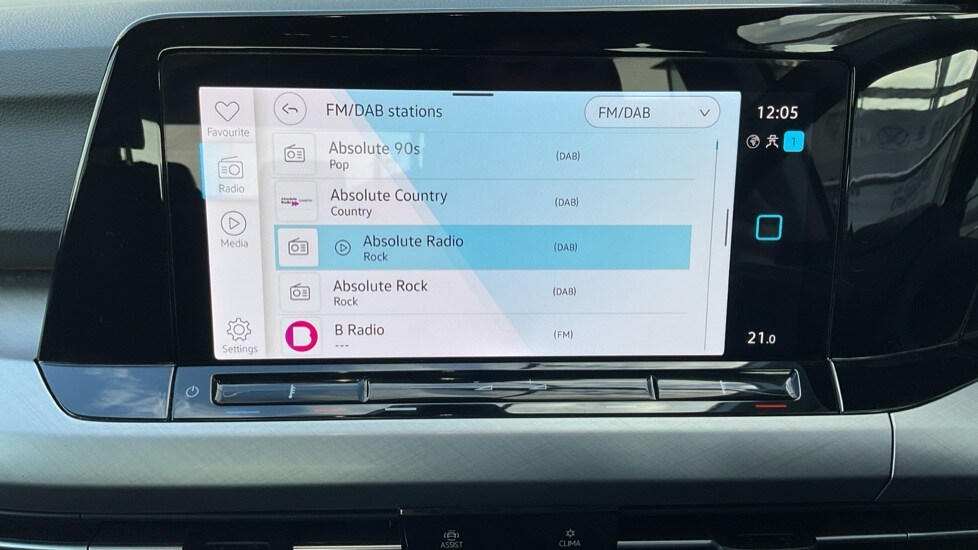 FM/DAB stations
FM/DAB
12:05
Favourite
Absolute 90s
(DAB)
Pop
1
Radio
Absolute Country
(DAB)
Country
Media
Absolute Radio
(DAB)
Rock
Absolute Rock
(DAB)
Rock
Settings
B
B Radio
(FM)
---
21.0
ASSIST
CLIMA